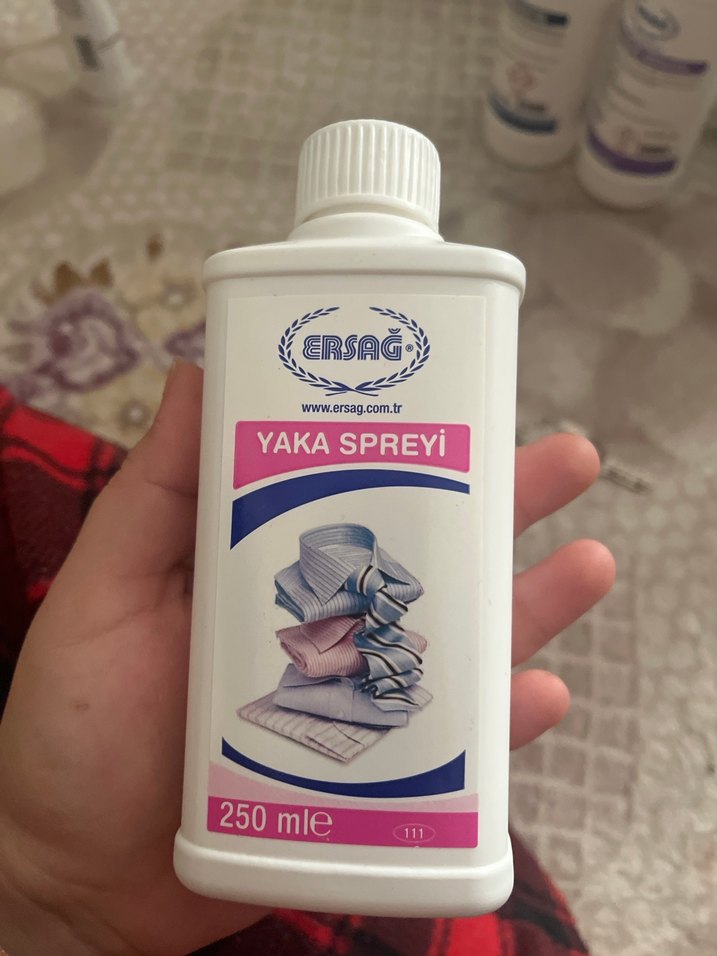 ERSAĞ®
www.ersag.com.tr
YAKA SPREYİ
250 ml℮
111